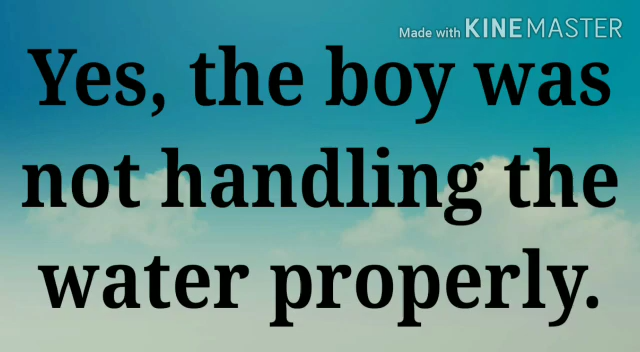 Made with KINEMASTER
Yes, the boy was
not handling the
water properly.